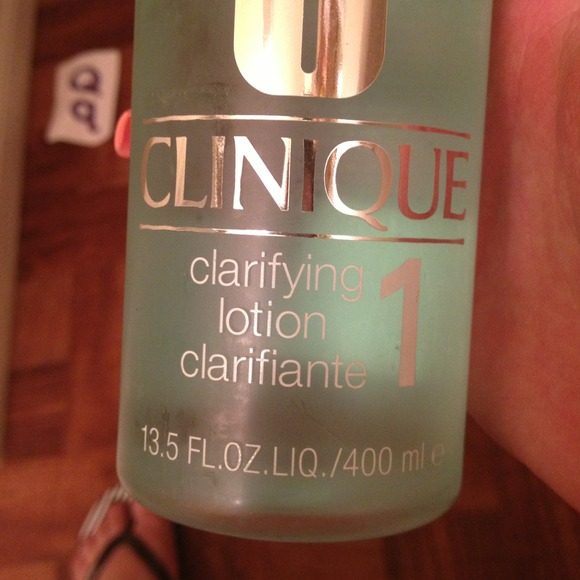 CLINIQUE
clarifying
lotion
clarifiante
1
13.5 FL.OZ.LIQ./400 ml e